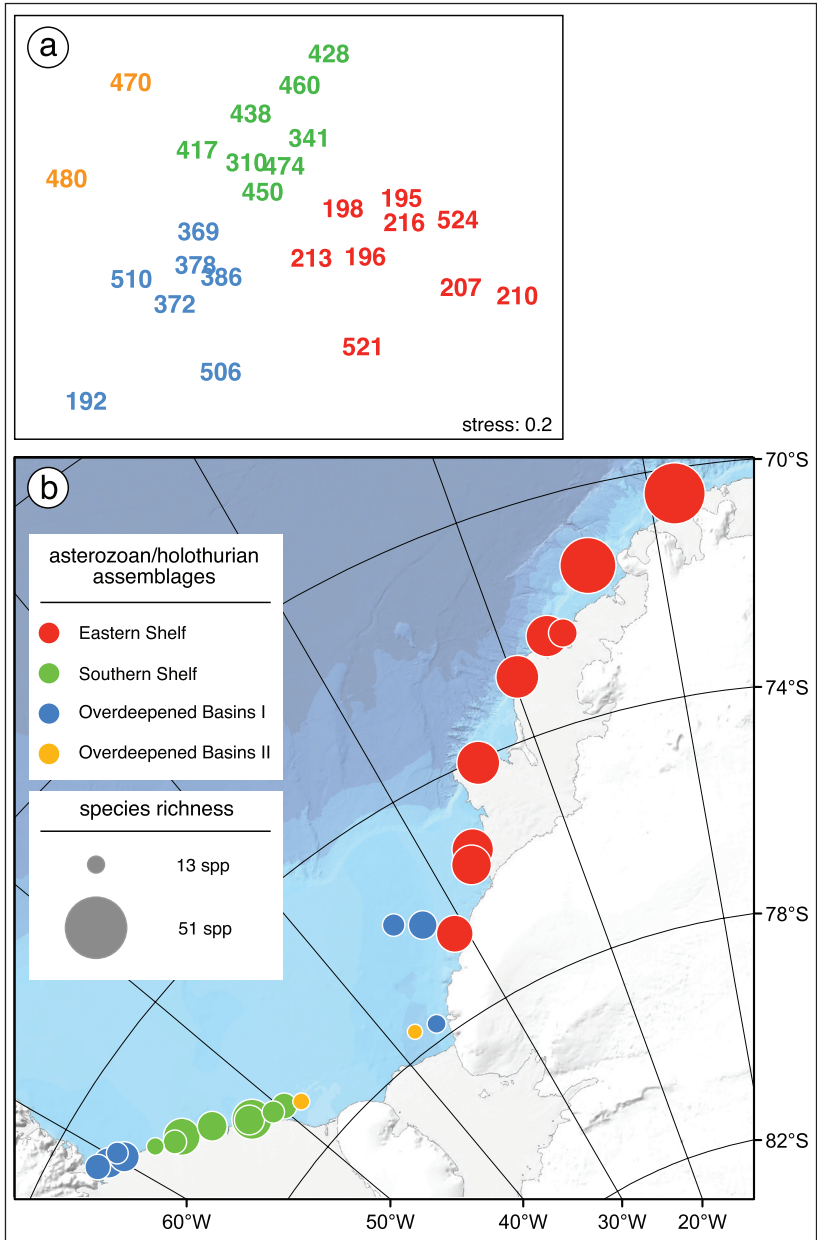 a
428
470
460
438
341
417
310
474
480
450
195
198
216
524
369
213
196
378
510
386
207
210
372
521
506
192
stress: 0.2
70°S
b
asterozoan/holothurian
assemblages
Eastern Shelf
Southern Shelf
74°S
Overdeepened Basins I
Overdeepened Basins II
species richness
13 spp
78°S
51 spp
82°S
60°W
50°W
40°W
30°W
20°W